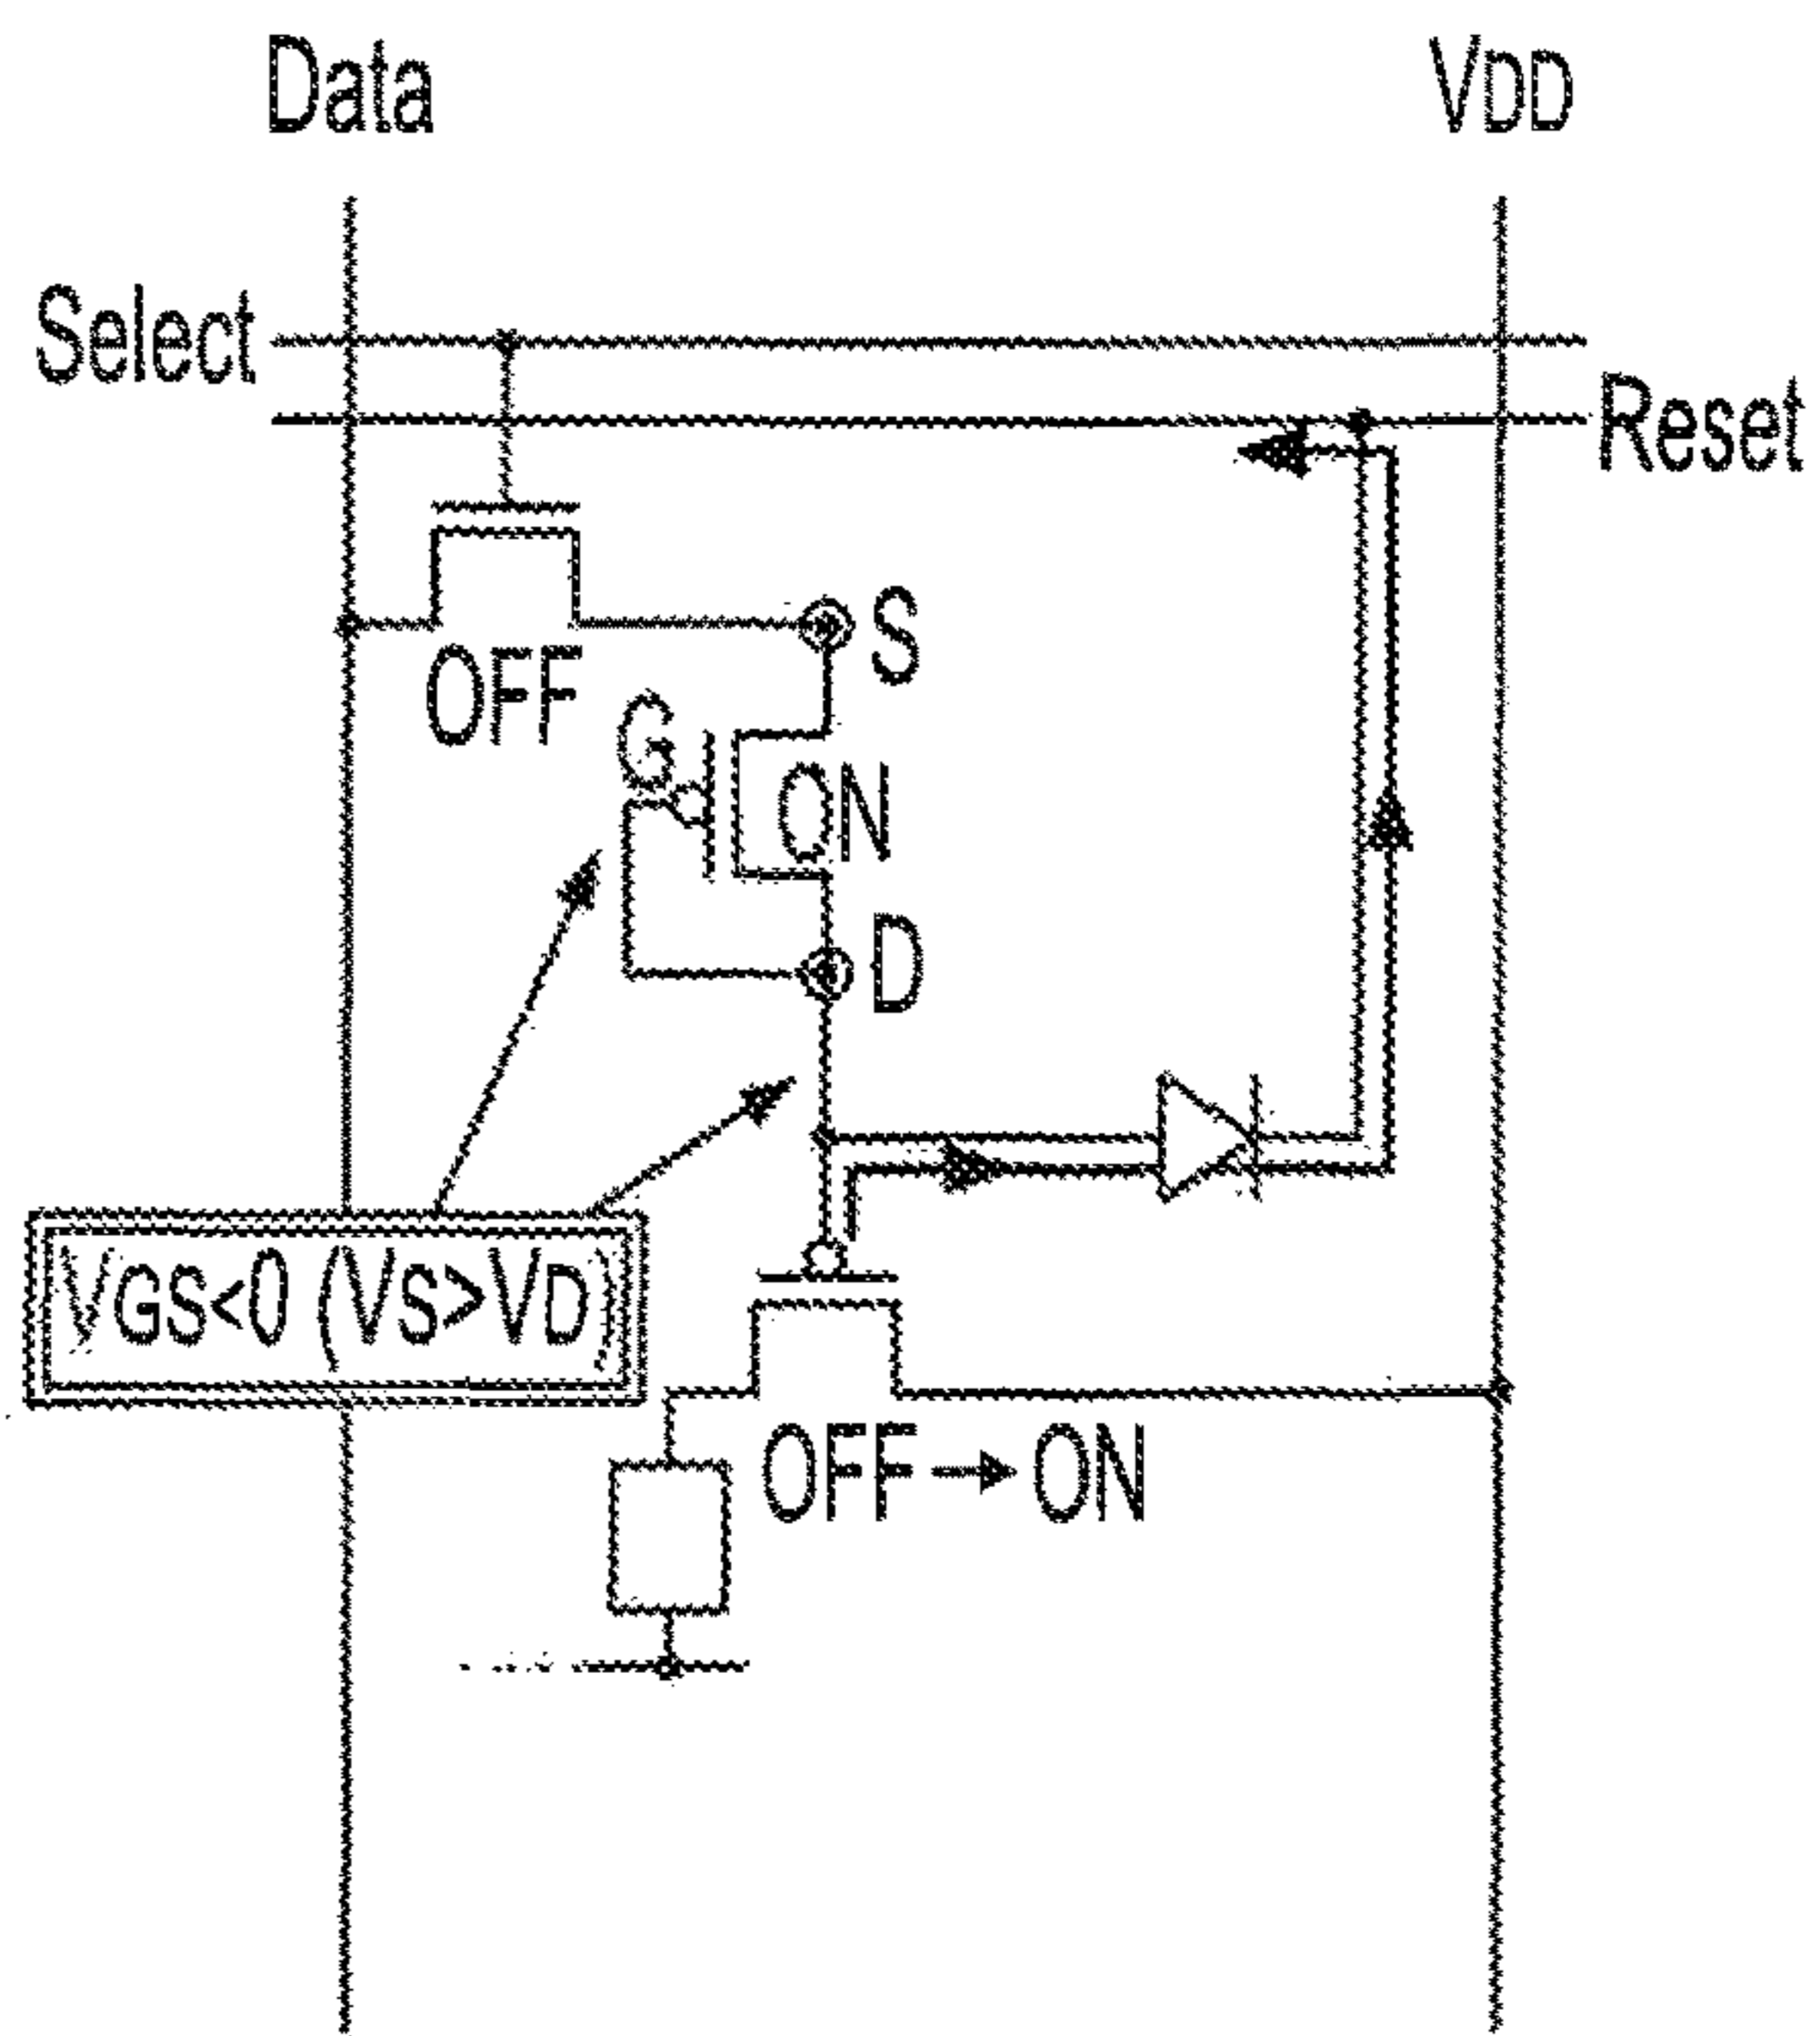 Data
VDD
Select
Reset
S
OFF
G
ON
D
VGS<0 (VS>VD)
OFF→ON